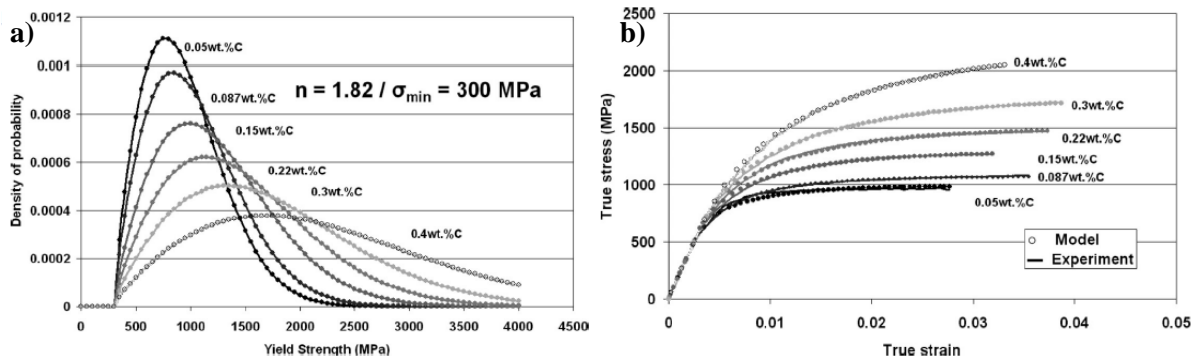 a)
0.0012
0.001
0.0008
0.0006
0.0004
0.0002
0
Density of probability
0.05wt.%C
n = 1.82 / σmin = 300 MPa
0.087wt.%C
0.15wt.%C
0.22wt.%C
0.3wt.%C
0.4wt.%C
0 500 1000 1500 2000 2500 3000 3500 4000 4500
Yield Strength (MPa)
b)
2500
2000
1500
1000
500
0
True stress (MPa)
0.4wt.%C
0.3wt.%C
0.22wt.%C
0.15wt.%C
0.087wt.%C
0.05wt.%C
Model
Experiment
0 0.01 0.02 0.03 0.04 0.05
True strain